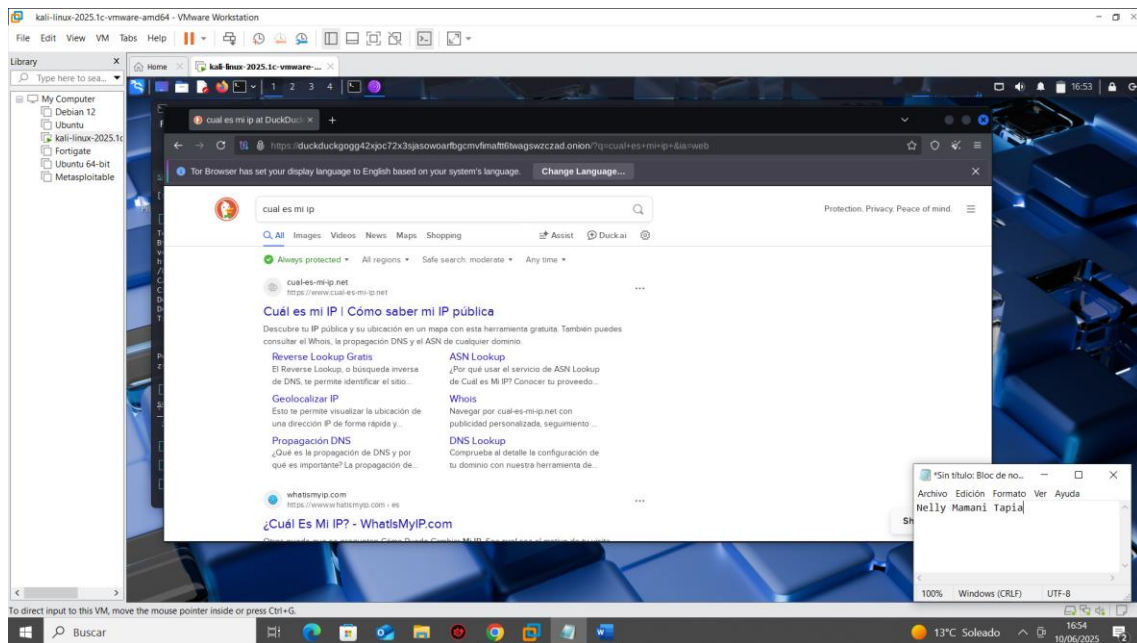 kali-linux-2025.1c-vmware-amd64 - VMware Workstation
File Edit View VM Tabs Help
Library
Type here to sea...
My Computer
Debian 12
Ubuntu
kali-linux-2025.1c
Fortigate
Ubuntu 64-bit
Metasploitable
Home
kali-linux-2025.1c-vmware-...
1 2 3 4
16:53
cual es mi ip at DuckDuck
Tor Browser has set your display language to English based on your system's language. Change Language...
cual es mi ip
Protection. Privacy. Peace of mind.
All Images Videos News Maps Shopping Assist Duck.ai
Always protected All regions Safe search: moderate Any time
cual-es-mi-ip.net
https://www.cual-es-mi-ip.net
Cuál es mi IP | Cómo saber mi IP pública
Descubre tu IP pública y su ubicación en un mapa con esta herramienta gratuita. También puedes
consultar el Whois, la propagación DNS y el ASN de cualquier dominio.
Reverse Lookup Gratis
El Reverse Lookup, o búsqueda inversa
de DNS, te permite identificar el sitio...
ASN Lookup
¿Por qué usar el servicio de ASN Lookup
de Cuál es Mi IP? Conocer tu proveedo...
Geolocalizar IP
Esto te permite visualizar la ubicación de
una dirección IP de forma rápida y...
Whois
Navegar por cual-es-mi-ip.net con
publicidad personalizada, seguimiento ...
Propagación DNS
¿Qué es la propagación de DNS y por
qué es importante? La propagación de...
DNS Lookup
Comprueba al detalle la configuración de
tu dominio con nuestra herramienta de...
whatismyip.com
https://www.whatismyip.com › es
¿Cuál Es Mi IP? - WhatIsMyIP.com
Sh
*Sin título: Bloc de no...
Archivo Edición Formato Ver Ayuda
Nelly Mamani Tapia
100% Windows (CRLF) UTF-8
To direct input to this VM, move the mouse pointer inside or press Ctrl+G.
Buscar
13°C Soleado
16:54
10/06/2025